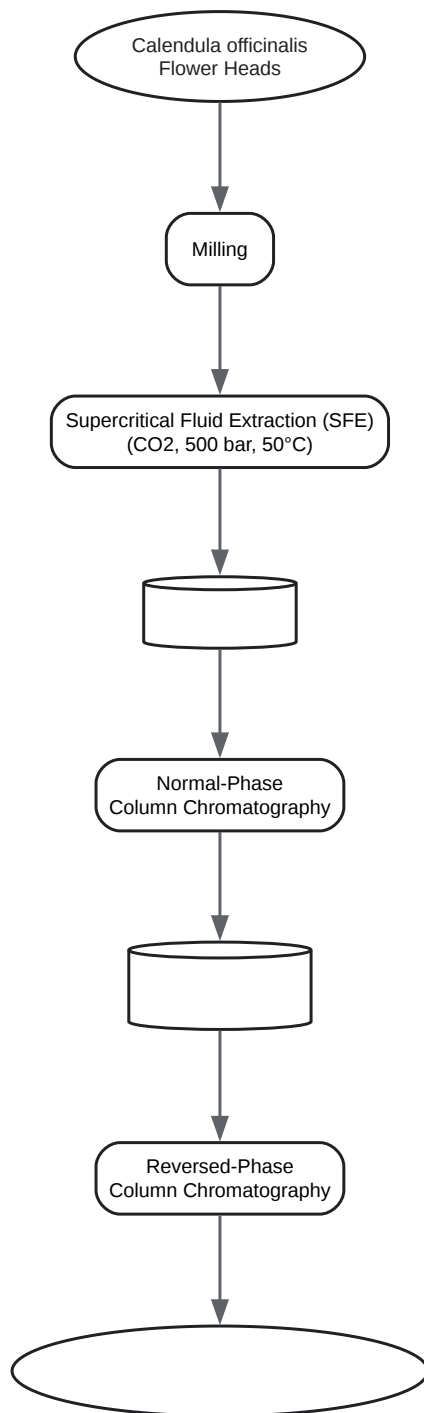 Calendula officinalis
Flower Heads
Milling
Supercritical Fluid Extraction (SFE)
(CO2, 500 bar, 50°C)
Normal-Phase
Column Chromatography
Reversed-Phase
Column Chromatography